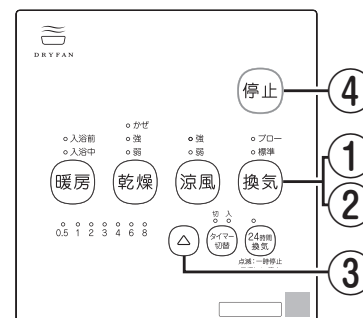 DRYFAN
停止
④
かぜ
入浴前 強 強 ブロー
入浴中 弱 弱 標準
暖房 乾燥 涼風 換気
①
②
切 入
0.5 1 2 3 4 6 8
△ タイマー切替 24時間換気
③
点滅:一時停止